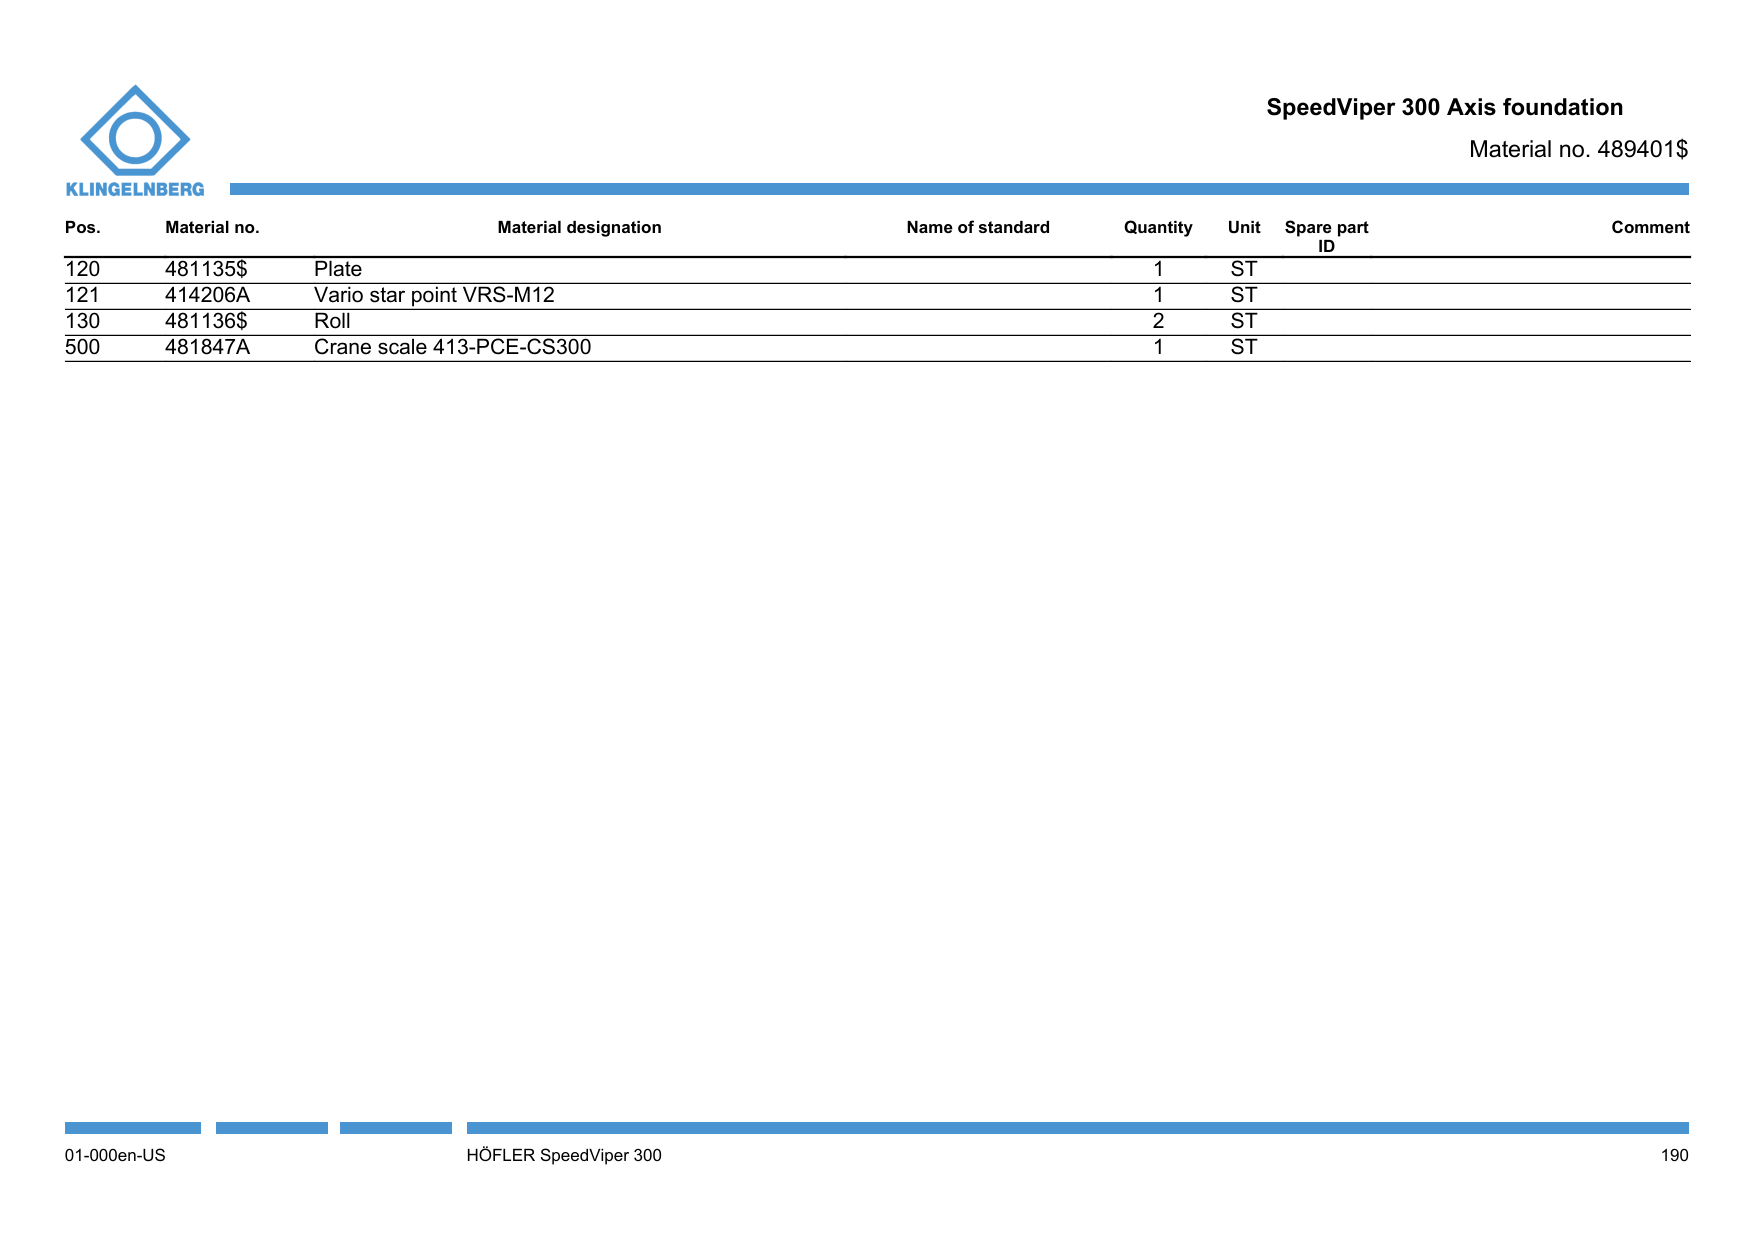 KLINGELNBERG
SpeedViper 300 Axis foundation
Material no. 489401$
Pos. Material no. Material designation Name of standard Quantity Unit Spare part ID Comment
120 481135$ Plate 1 ST
121 414206A Vario star point VRS-M12 1 ST
130 481136$ Roll 2 ST
500 481847A Crane scale 413-PCE-CS300 1 ST
01-000en-US HÖFLER SpeedViper 300 190